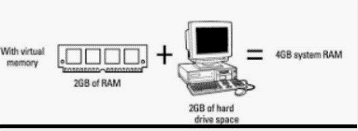 With virtual
memory
2GB of RAM
+
=
4GB system RAM
2GB of hard
drive space